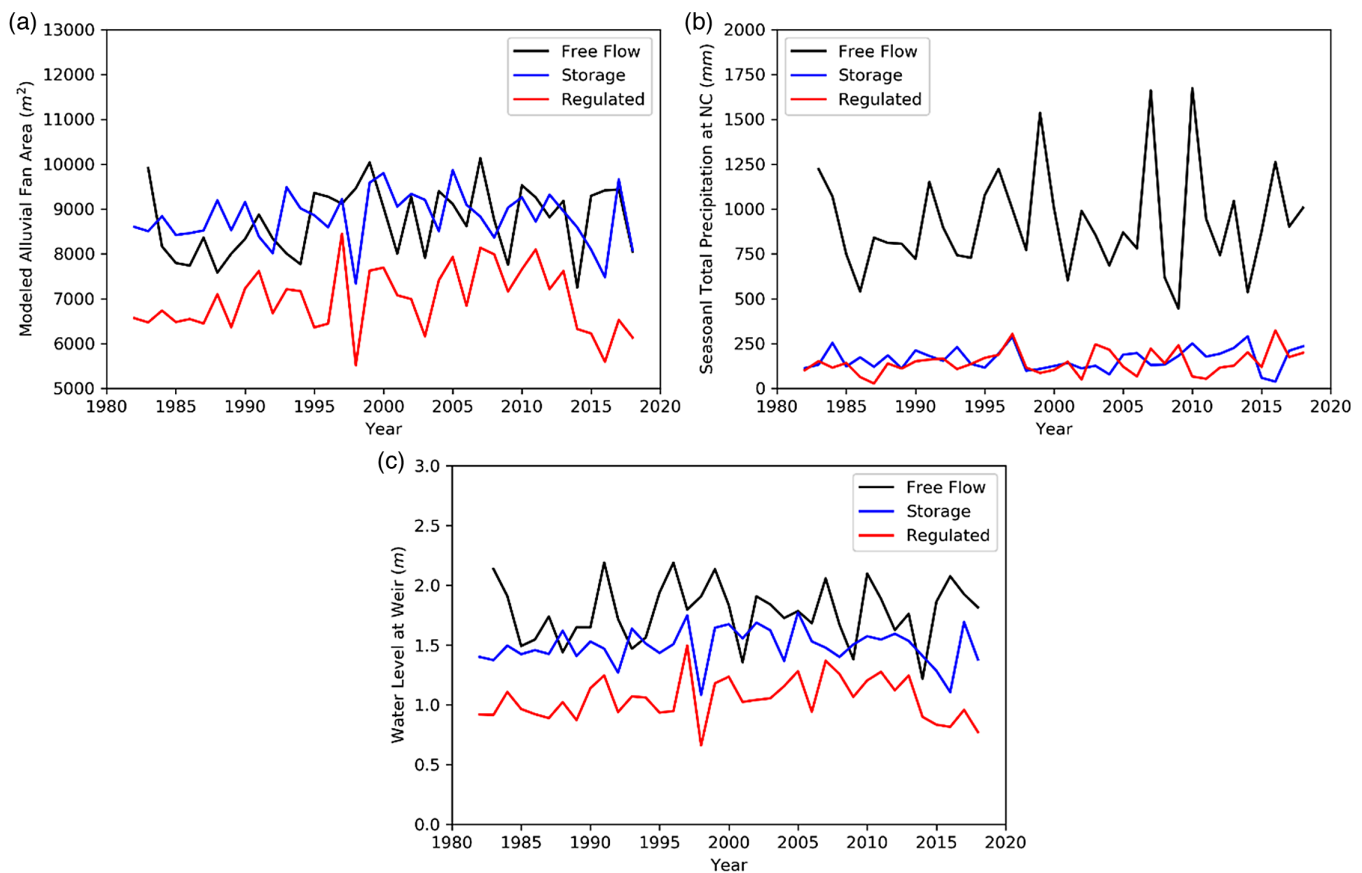 (a)
13000
12000
11000
10000
9000
8000
7000
6000
5000
Modeled Alluvial Fan Area (m²)
Free Flow
Storage
Regulated
1980 1985 1990 1995 2000 2005 2010 2015 2020
Year
(b)
2000
1750
1500
1250
1000
750
500
250
0
Seasoanl Total Precipitation at NC (mm)
Free Flow
Storage
Regulated
1980 1985 1990 1995 2000 2005 2010 2015 2020
Year
(c)
3.0
2.5
2.0
1.5
1.0
0.5
0.0
Water Level at Weir (m)
Free Flow
Storage
Regulated
1980 1985 1990 1995 2000 2005 2010 2015 2020
Year